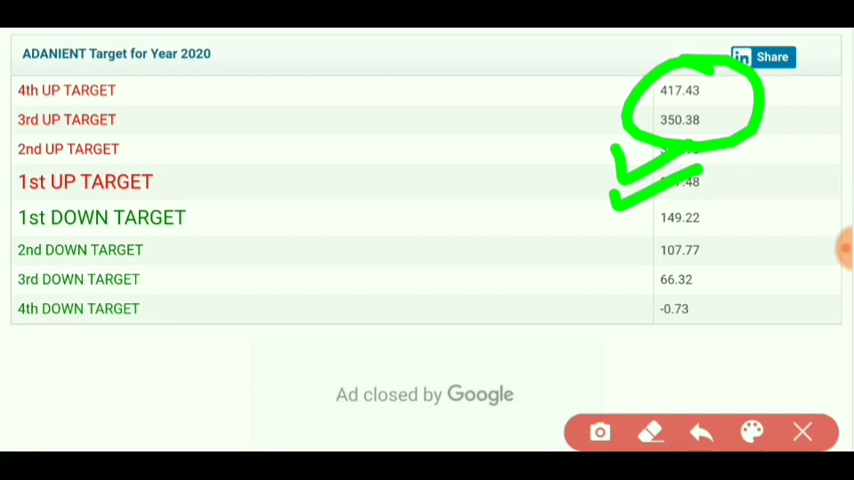 ADANIENT Target for Year 2020
in Share
4th UP TARGET 417.43
3rd UP TARGET 350.38
2nd UP TARGET
1st UP TARGET
1st DOWN TARGET 149.22
2nd DOWN TARGET 107.77
3rd DOWN TARGET 66.32
4th DOWN TARGET -0.73
Ad closed by Google